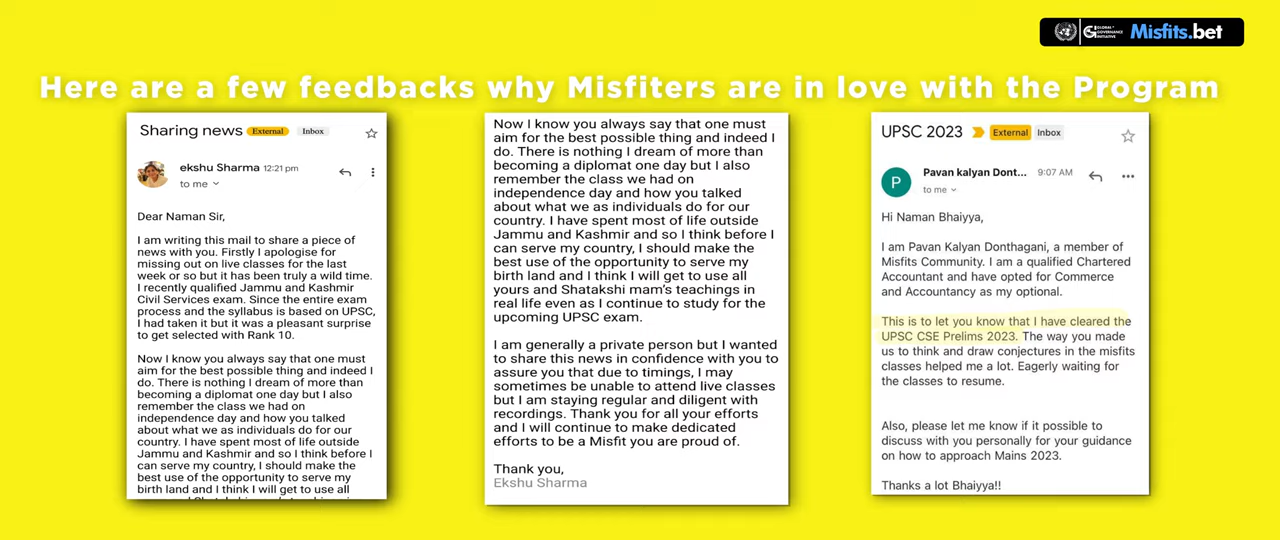 GLOBAL
GOVERNANCE
INITIATIVE
Misfits.bet
Here are a few feedbacks why Misfiters are in love with the Program
Sharing news External Inbox
ekshu Sharma 12:21 pm
to me
Dear Naman Sir,
I am writing this mail to share a piece of
news with you. Firstly I apologise for
missing out on live classes for the last
week or so but it has been truly a wild time.
I recently qualified Jammu and Kashmir
Civil Services exam. Since the entire exam
process and the syllabus is based on UPSC,
I had taken it but it was a pleasant surprise
to get selected with Rank 10.
Now I know you always say that one must
aim for the best possible thing and indeed I
do. There is nothing I dream of more than
becoming a diplomat one day but I also
remember the class we had on
independence day and how you talked
about what we as individuals do for our
country. I have spent most of life outside
Jammu and Kashmir and so I think before I
can serve my country, I should make the
best use of the opportunity to serve my
birth land and I think I will get to use all
Now I know you always say that one must
aim for the best possible thing and indeed I
do. There is nothing I dream of more than
becoming a diplomat one day but I also
remember the class we had on
independence day and how you talked
about what we as individuals do for our
country. I have spent most of life outside
Jammu and Kashmir and so I think before I
can serve my country, I should make the
best use of the opportunity to serve my
birth land and I think I will get to use all
yours and Shatakshi mam's teachings in
real life even as I continue to study for the
upcoming UPSC exam.
I am generally a private person but I wanted
to share this news in confidence with you to
assure you that due to timings, I may
sometimes be unable to attend live classes
but I am staying regular and diligent with
recordings. Thank you for all your efforts
and I will continue to make dedicated
efforts to be a Misfit you are proud of.
Thank you,
Ekshu Sharma
UPSC 2023 External Inbox
P
Pavan kalyan Dont... 9:07 AM
to me
Hi Naman Bhaiyya,
I am Pavan Kalyan Donthagani, a member of
Misfits Community. I am a qualified Chartered
Accountant and have opted for Commerce
and Accountancy as my optional.
This is to let you know that I have cleared the
UPSC CSE Prelims 2023. The way you made
us to think and draw conjectures in the misfits
classes helped me a lot. Eagerly waiting for
the classes to resume.
Also, please let me know if it possible to
discuss with you personally for your guidance
on how to approach Mains 2023.
Thanks a lot Bhaiyya!!